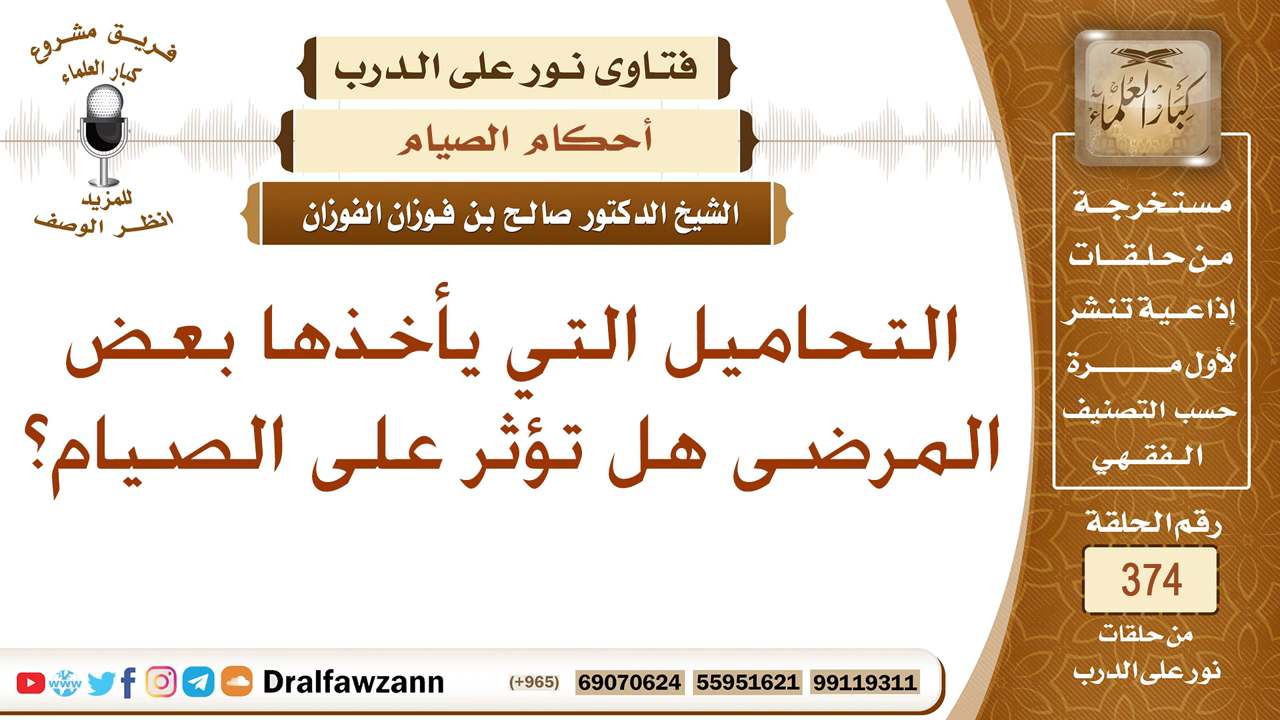 فريق مشروع
كبار العلماء
للمزيد
انظر الوصف
فتاوى نور على الدرب
أحكام الصيام
الشيخ الدكتور صالح بن فوزان الفوزان
التحاميل التي يأخذها بعض
المرضى هل تؤثر على الصيام؟
كبار العلماء
مستخرجة
من حلقات
إذاعية تنشر
لأول مرة
حسب التصنيف
الفقهي
رقم الحلقة
374
من حلقات
نور على الدرب
www
Dralfawzann
(+965) 69070624 55951621 99119311